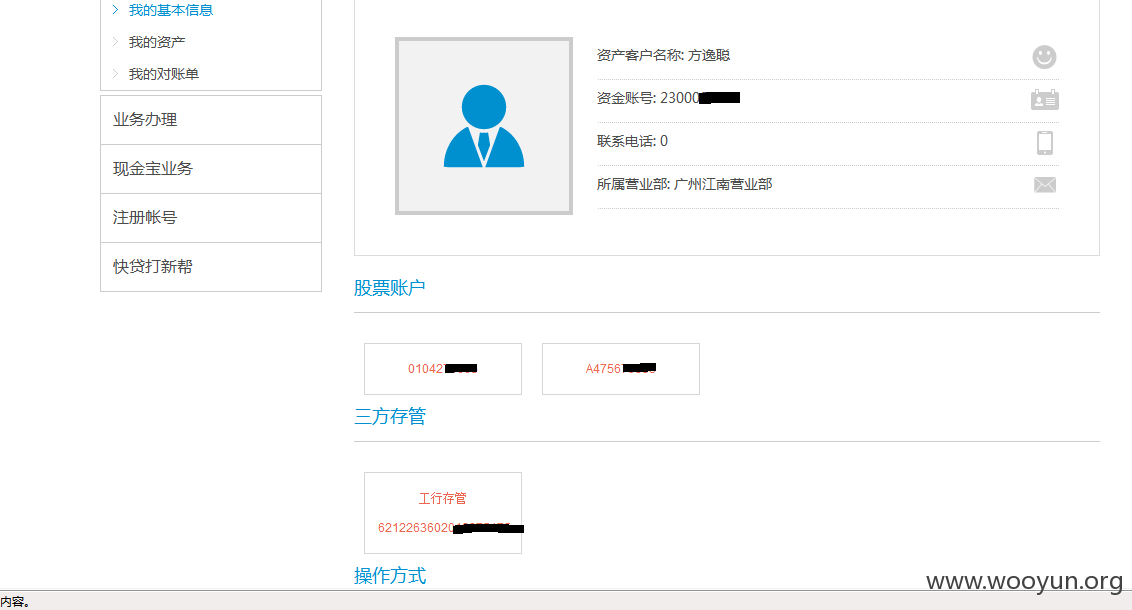 我的基本信息
我的资产
我的对账单
业务办理
现金宝业务
注册帐号
快贷打新帮
资产客户名称: 方逸聪
资金账号: 23000
联系电话: 0
所属营业部: 广州江南营业部
股票账户
01042
A4756
三方存管
工行存管
62122636020
操作方式
内容。
www.wooyun.org